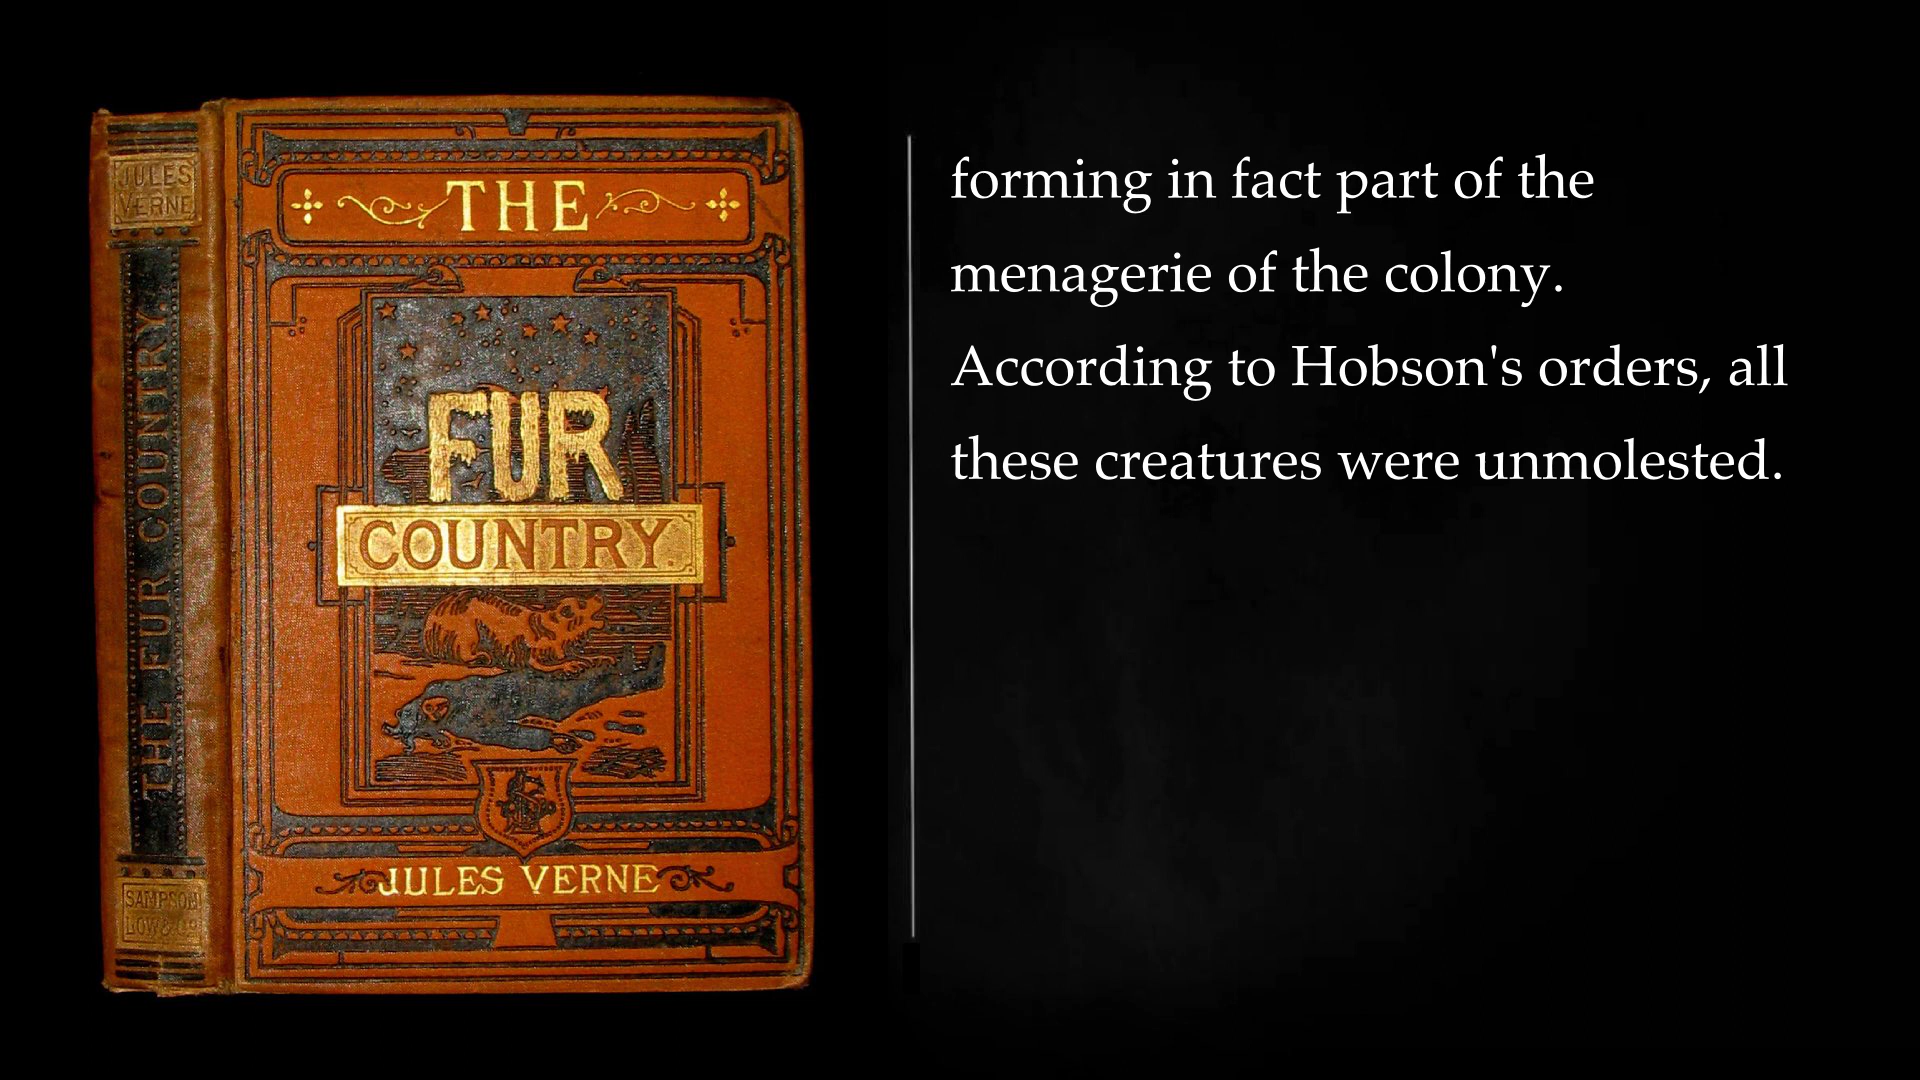 JULES
VERNE
THE FUR COUNTRY.
SAMPSON
LOW & Co
THE
FUR
COUNTRY.
JULES VERNE
forming in fact part of the
menagerie of the colony.
According to Hobson's orders, all
these creatures were unmolested.